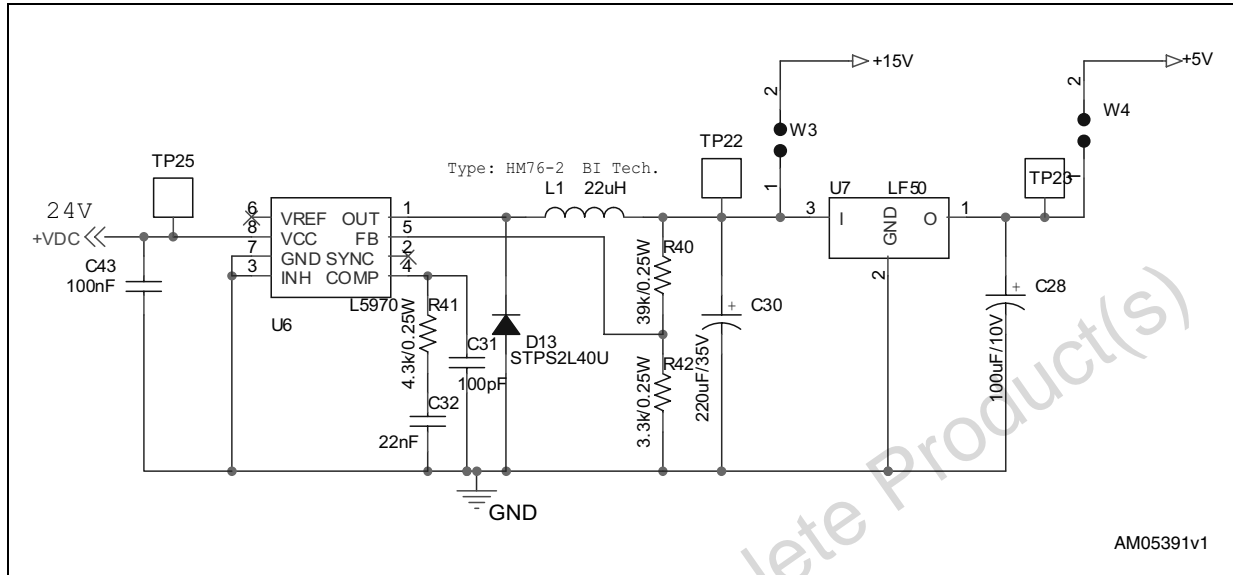 +15V
+5V
2
2
W3
W4
TP22
TP25
TP23
Type: HM76-2 BI Tech.
L1 22uH
1
1
U7 LF50
24V
+VDC
6 VREF OUT 1
8 VCC FB 5
7 GND SYNC 2
3 INH COMP 4
L5970
U6
3 I GND O 1
2
C43
100nF
R40
39k/0.25W
R41
4.3k/0.25W
C31
100pF
D13
STPS2L40U
R42
3.3k/0.25W
C30
220uF/35V
C28
100uF/10V
C32
22nF
GND
lete Product(s)
AM05391v1